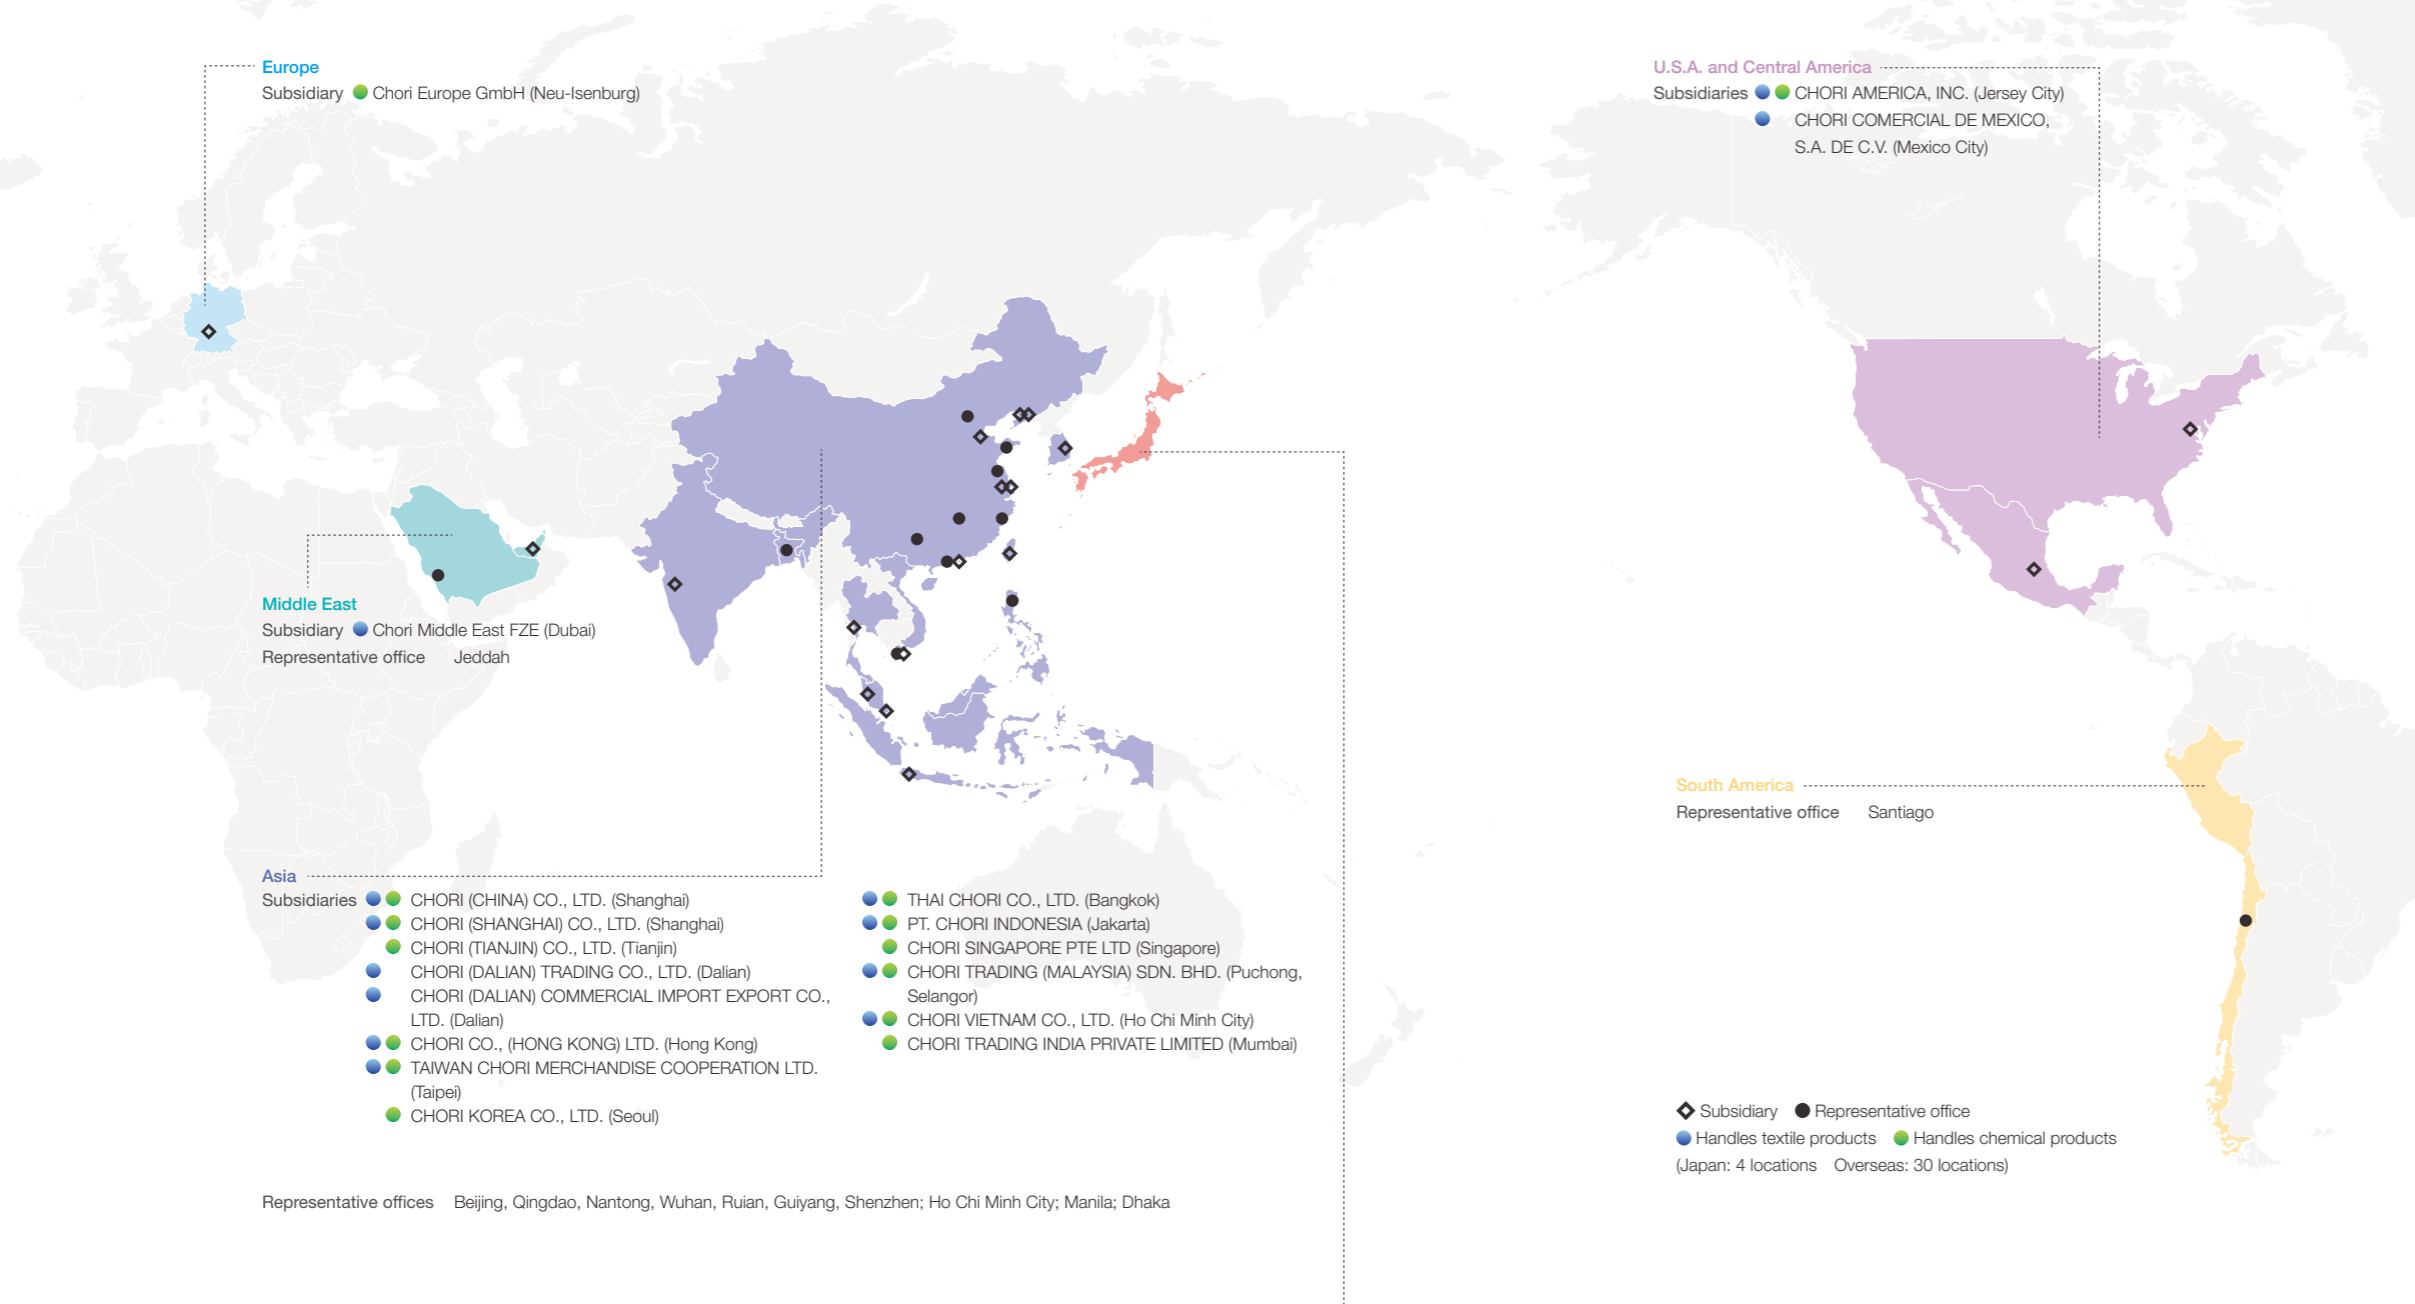 Europe
Subsidiary Chori Europe GmbH (Neu-Isenburg)
U.S.A. and Central America
Subsidiaries CHORI AMERICA, INC. (Jersey City)
CHORI COMERCIAL DE MEXICO,
S.A. DE C.V. (Mexico City)
Middle East
Subsidiary Chori Middle East FZE (Dubai)
Representative office Jeddah
South America
Representative office Santiago
Asia
Subsidiaries CHORI (CHINA) CO., LTD. (Shanghai)
CHORI (SHANGHAI) CO., LTD. (Shanghai)
CHORI (TIANJIN) CO., LTD. (Tianjin)
CHORI (DALIAN) TRADING CO., LTD. (Dalian)
CHORI (DALIAN) COMMERCIAL IMPORT EXPORT CO.,
LTD. (Dalian)
CHORI CO., (HONG KONG) LTD. (Hong Kong)
TAIWAN CHORI MERCHANDISE COOPERATION LTD.
(Taipei)
CHORI KOREA CO., LTD. (Seoul)
THAI CHORI CO., LTD. (Bangkok)
PT. CHORI INDONESIA (Jakarta)
CHORI SINGAPORE PTE LTD (Singapore)
CHORI TRADING (MALAYSIA) SDN. BHD. (Puchong,
Selangor)
CHORI VIETNAM CO., LTD. (Ho Chi Minh City)
CHORI TRADING INDIA PRIVATE LIMITED (Mumbai)
Representative offices Beijing, Qingdao, Nantong, Wuhan, Ruian, Guiyang, Shenzhen; Ho Chi Minh City; Manila; Dhaka
Subsidiary Representative office
Handles textile products Handles chemical products
(Japan: 4 locations Overseas: 30 locations)